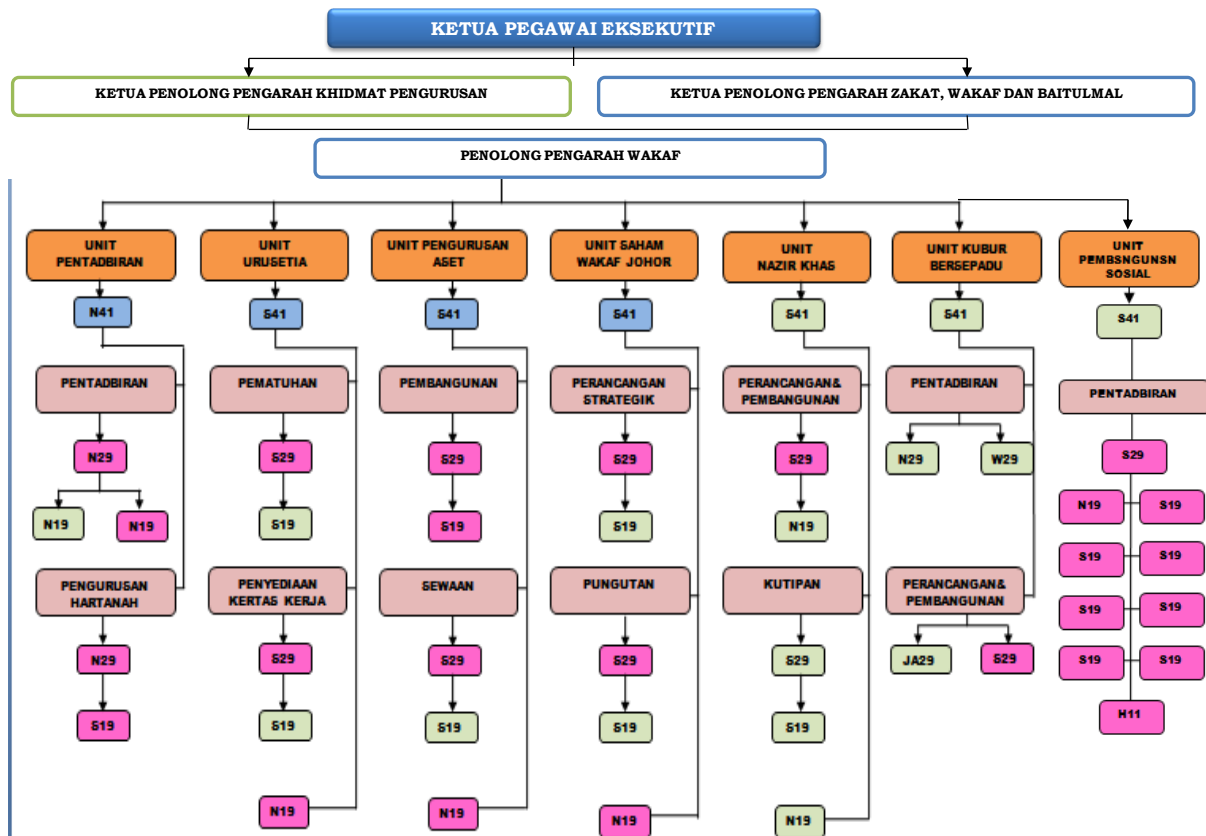 KETUA PEGAWAI EKSEKUTIF
KETUA PENOLONG PENGARAH KHIDMAT PENGURUSAN
KETUA PENOLONG PENGARAH ZAKAT, WAKAF DAN BAITULMAL
PENOLONG PENGARAH WAKAF
UNIT
PENTADBIRAN
N41
PENTADBIRAN
N29
N19
N19
PENGURUSAN
HARTANAH
N29
S19
UNIT
URUSETIA
S41
PEMATUHAN
S29
S19
PENYEDIAAN
KERTAS KERJA
S29
S19
N19
UNIT PENGURUSAN
ASET
S41
PEMBANGUNAN
S29
S19
SEWAAN
S29
S19
N19
UNIT SAHAM
WAKAF JOHOR
S41
PERANCANGAN
STRATEGIK
S29
S19
PUNGUTAN
S29
S19
N19
UNIT
NAZIR KHAS
S41
PERANCANGAN&
PEMBANGUNAN
S29
N19
KUTIPAN
S29
S19
N19
UNIT KUBUR
BERSEPADU
S41
PENTADBIRAN
N29
W29
PERANCANGAN&
PEMBANGUNAN
JA29
S29
UNIT
PEMBSNGUNSN
SOSIAL
S41
PENTADBIRAN
S29
N19
S19
S19
S19
S19
S19
S19
S19
H11